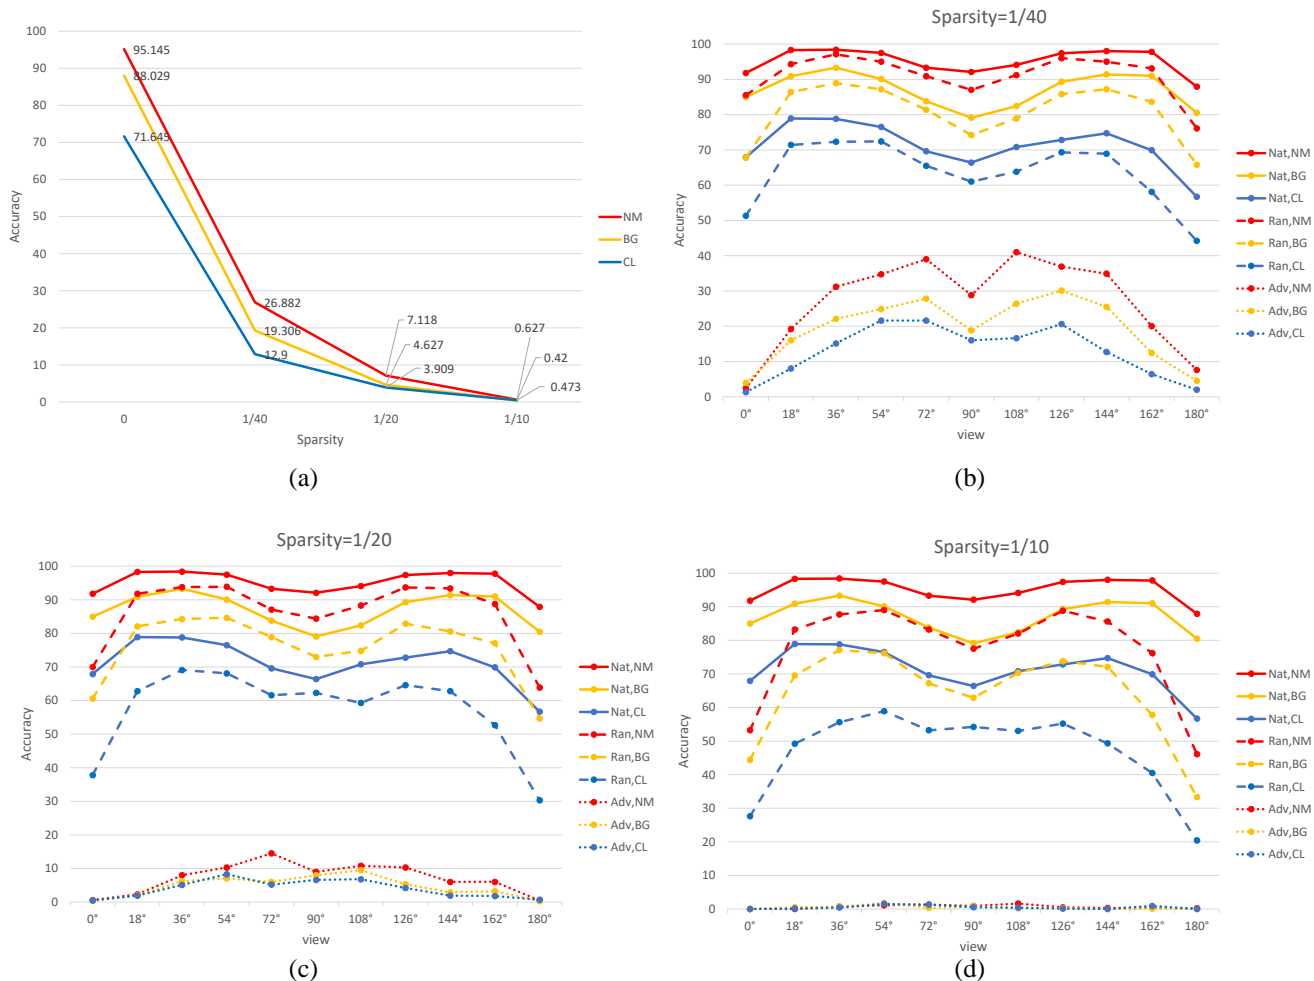 100
90
80
70
60
50
40
30
20
10
0
Accuracy
95.145
88.029
71.645
26.882
19.306
12.9
7.118
4.627
3.909
0.627
0.42
0.473
0 1/40 1/20 1/10
Sparsity
NM
BG
CL
(a)
Sparsity=1/40
100
90
80
70
60
50
40
30
20
10
0
Accuracy
0° 18° 36° 54° 72° 90° 108° 126° 144° 162° 180°
view
Nat,NM
Nat,BG
Nat,CL
Ran,NM
Ran,BG
Ran,CL
Adv,NM
Adv,BG
Adv,CL
(b)
Sparsity=1/20
100
90
80
70
60
50
40
30
20
10
0
Accuracy
0° 18° 36° 54° 72° 90° 108° 126° 144° 162° 180°
view
Nat,NM
Nat,BG
Nat,CL
Ran,NM
Ran,BG
Ran,CL
Adv,NM
Adv,BG
Adv,CL
(c)
Sparsity=1/10
100
90
80
70
60
50
40
30
20
10
0
Accuracy
0° 18° 36° 54° 72° 90° 108° 126° 144° 162° 180°
view
Nat,NM
Nat,BG
Nat,CL
Ran,NM
Ran,BG
Ran,CL
Adv,NM
Adv,BG
Adv,CL
(d)